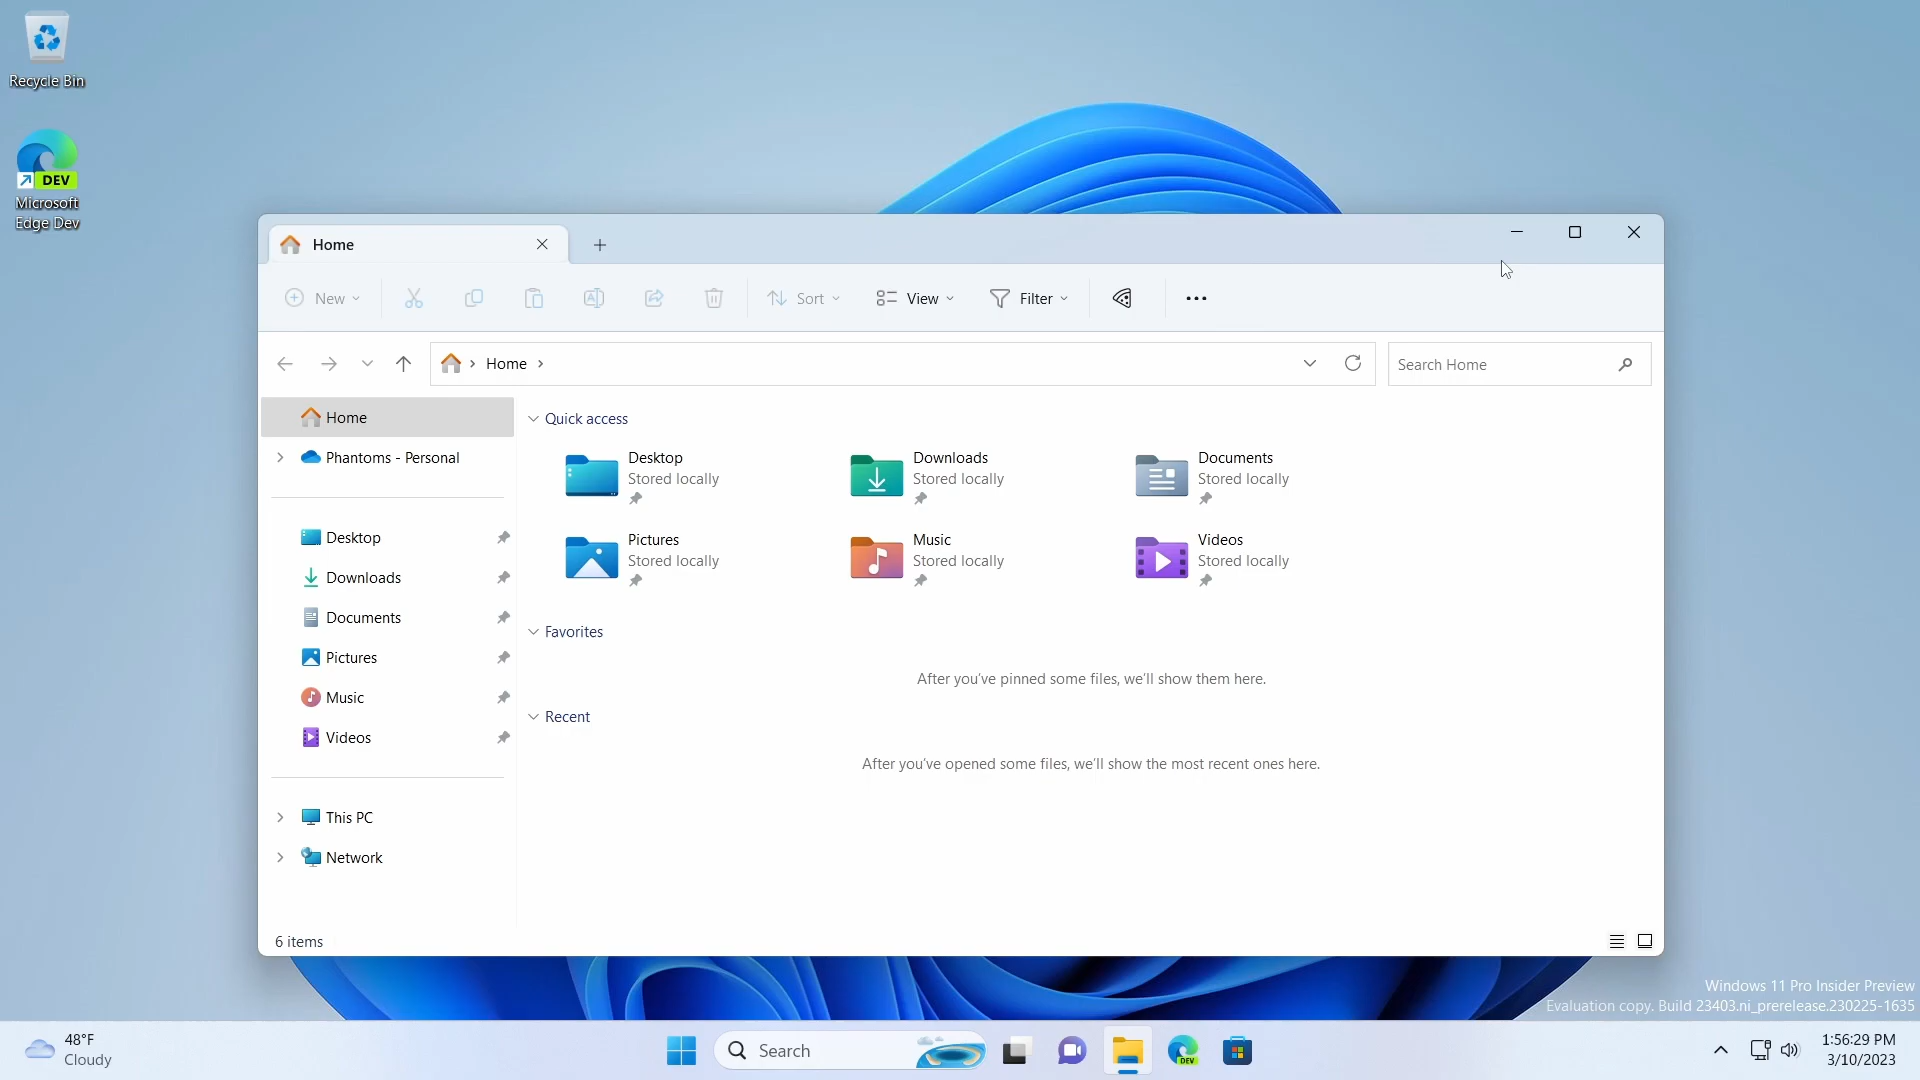 Recycle Bin
DEV
Microsoft
Edge Dev
Home
New
Sort
View
Filter
Home
Search Home
Home
Phantoms - Personal
Desktop
Downloads
Documents
Pictures
Music
Videos
This PC
Network
Quick access
Desktop
Stored locally
Downloads
Stored locally
Documents
Stored locally
Pictures
Stored locally
Music
Stored locally
Videos
Stored locally
Favorites
After you've pinned some files, we'll show them here.
Recent
After you've opened some files, we'll show the most recent ones here.
6 items
Windows 11 Pro Insider Preview
Evaluation copy. Build 23403.ni_prerelease.230225-1635
48°F
Cloudy
Search
DEV
1:56:29 PM
3/10/2023